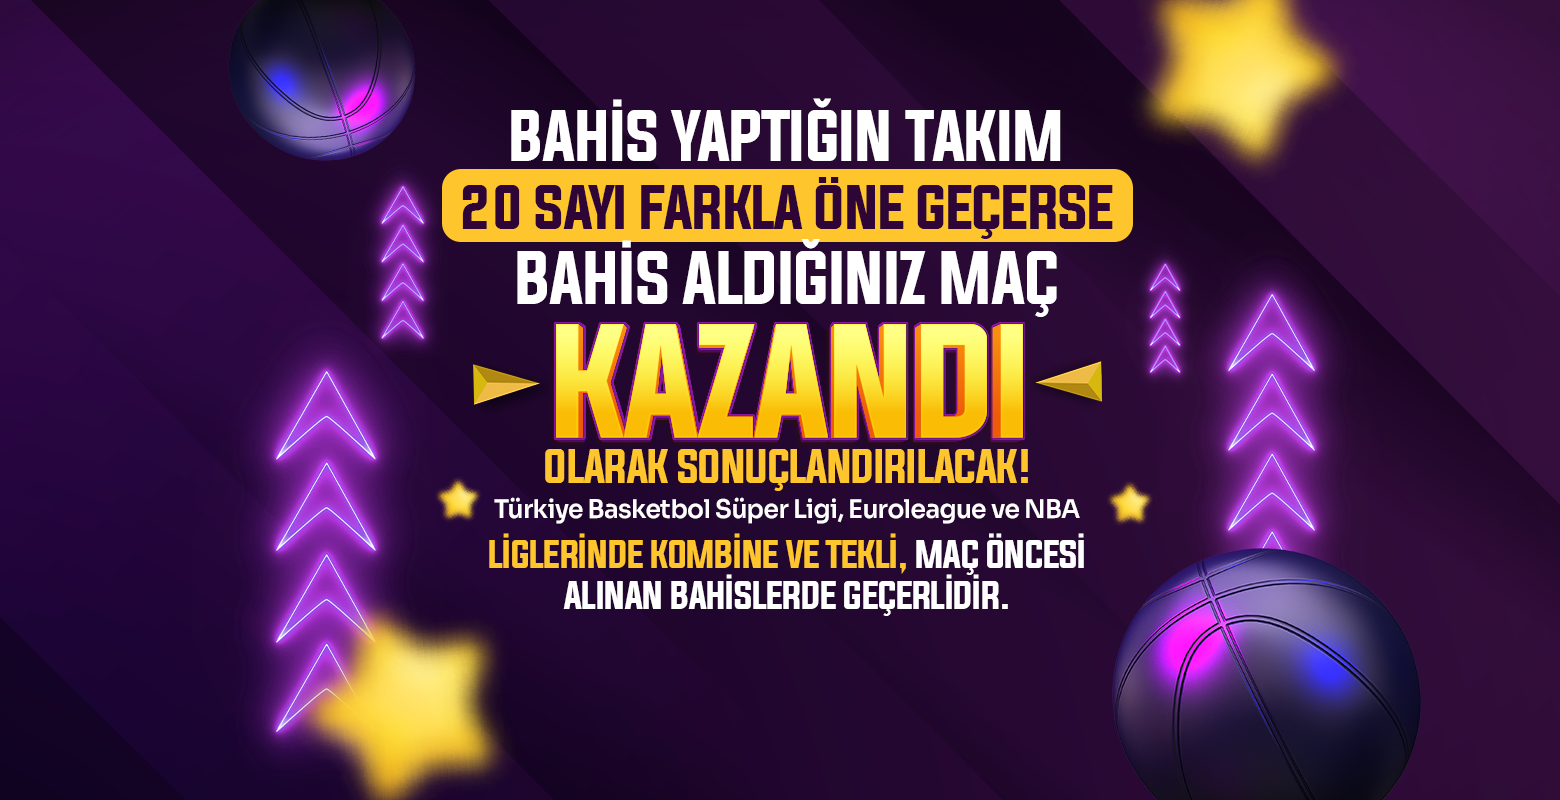 BAHİS YAPTIĞIN TAKIM
20 SAYI FARKLA ÖNE GEÇERSE
BAHİS ALDIĞINIZ MAÇ
KAZANDI
OLARAK SONUÇLANDIRILACAK!
Türkiye Basketbol Süper Ligi, Euroleague ve NBA
LİGLERİNDE KOMBİNE VE TEKLİ, MAÇ ÖNCESİ
ALINAN BAHİSLERDE GEÇERLİDİR.